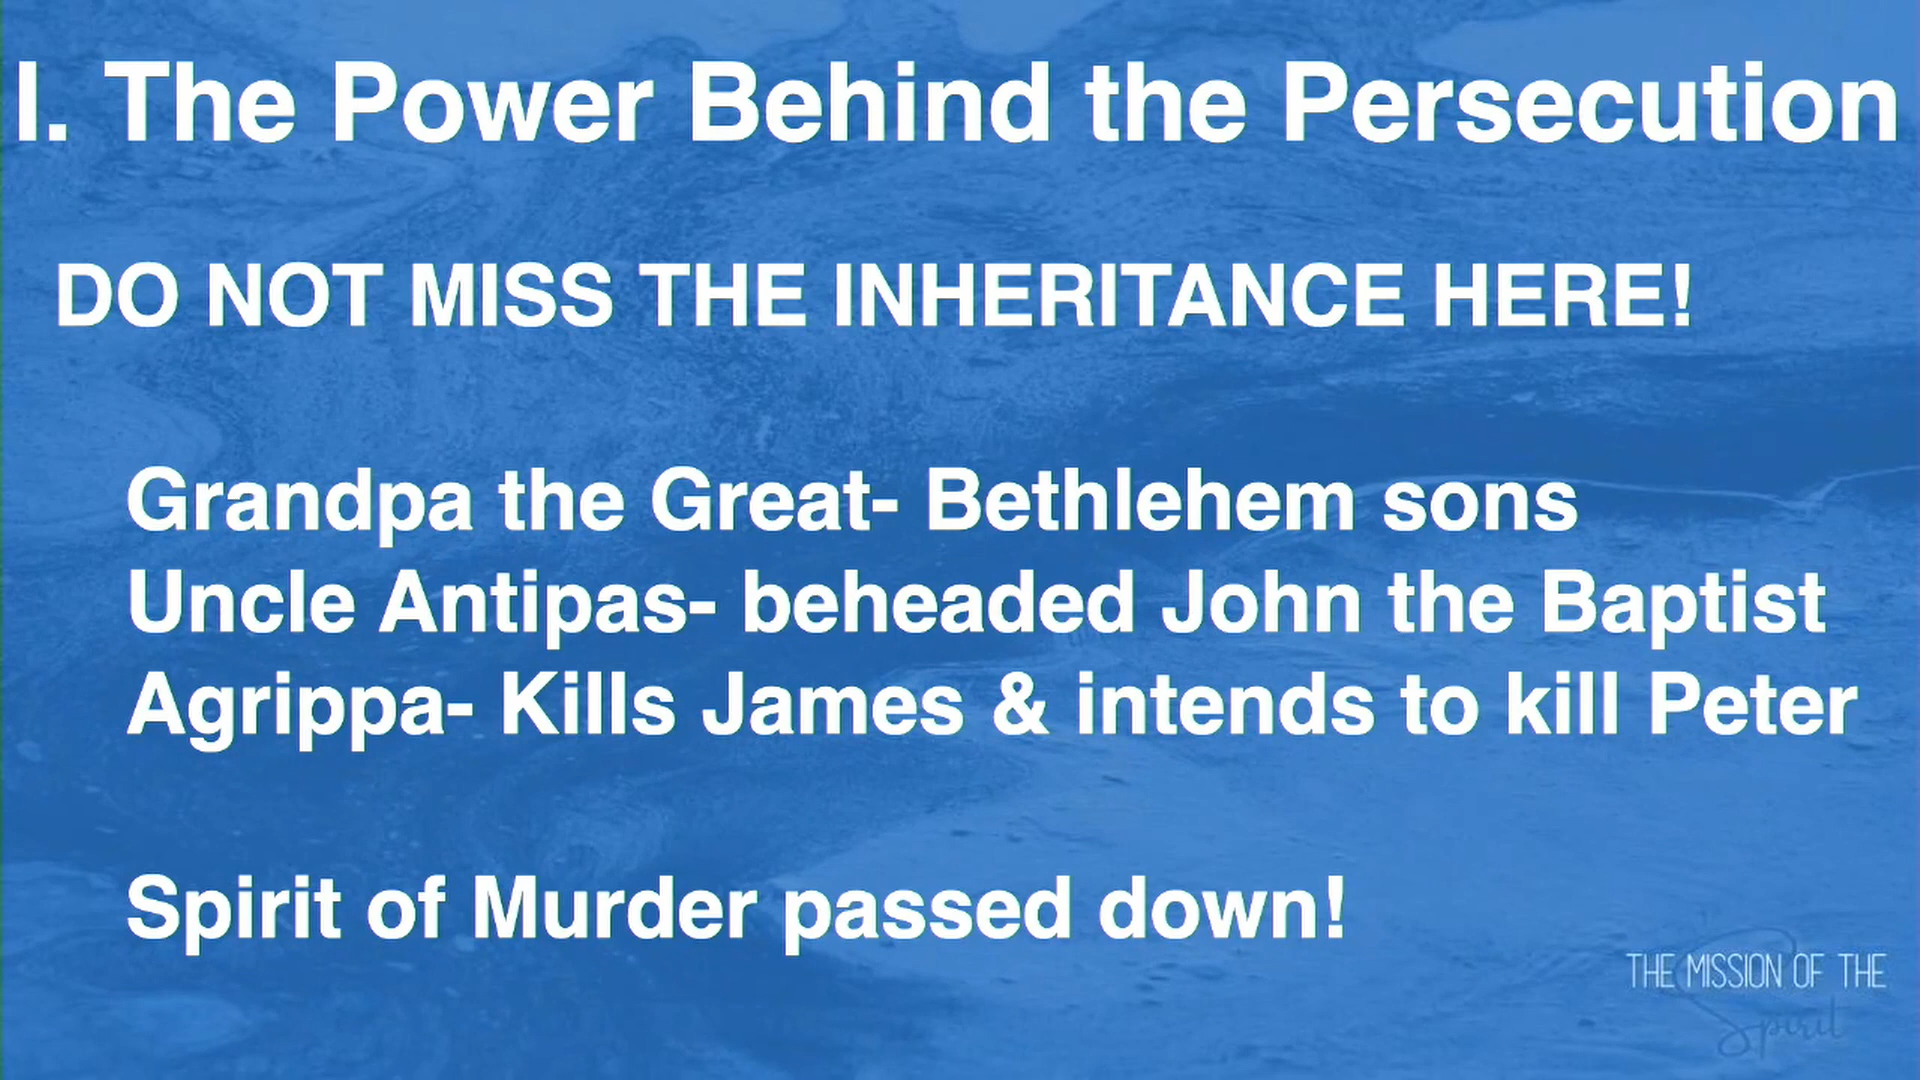 I. The Power Behind the Persecution
DO NOT MISS THE INHERITANCE HERE!
Grandpa the Great- Bethlehem sons
Uncle Antipas- beheaded John the Baptist
Agrippa- Kills James & intends to kill Peter
Spirit of Murder passed down!
THE MISSION OF THE
Spirit